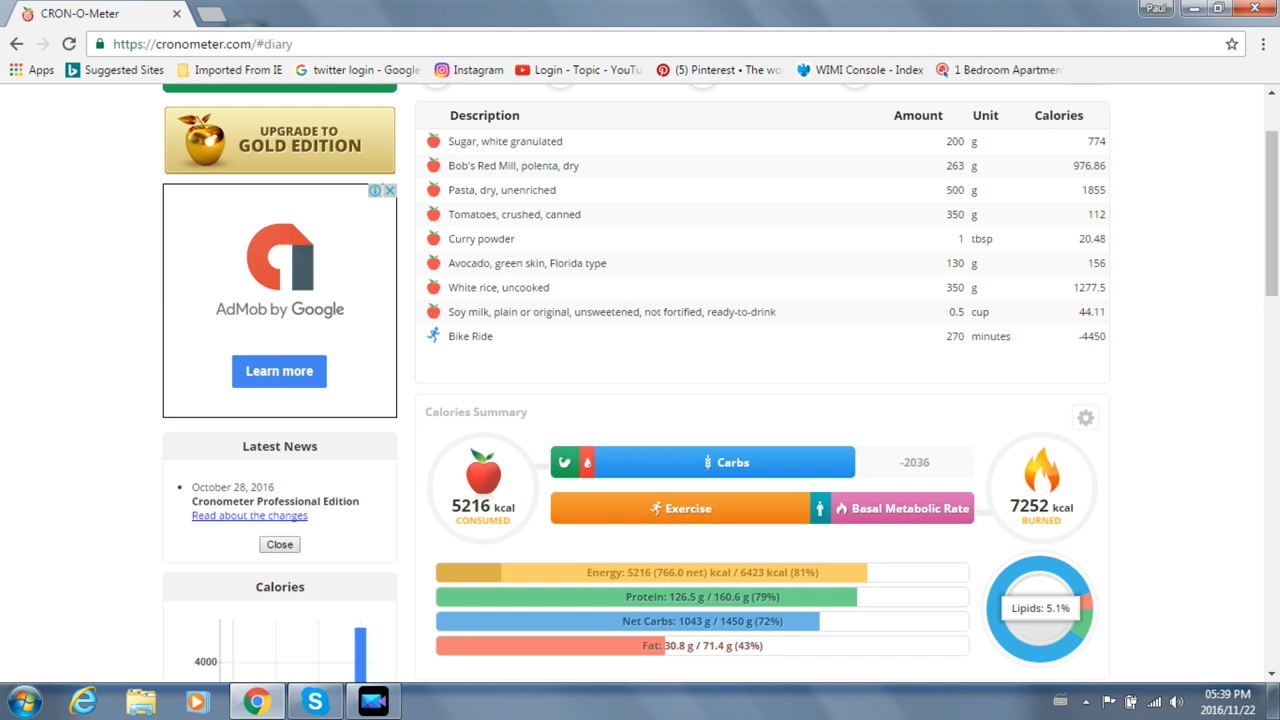 CRON-O-Meter
Paul
https://cronometer.com/#diary
Apps Suggested Sites Imported From IE twitter login - Google Instagram Login - Topic - YouTu (5) Pinterest • The wo WIMI Console - Index 1 Bedroom Apartmen
UPGRADE TO
GOLD EDITION
AdMob by Google
Learn more
Latest News
October 28, 2016
Cronometer Professional Edition
Read about the changes
Close
Calories
4000
Description Amount Unit Calories
Sugar, white granulated 200 g 774
Bob's Red Mill, polenta, dry 263 g 976.86
Pasta, dry, unenriched 500 g 1855
Tomatoes, crushed, canned 350 g 112
Curry powder 1 tbsp 20.48
Avocado, green skin, Florida type 130 g 156
White rice, uncooked 350 g 1277.5
Soy milk, plain or original, unsweetened, not fortified, ready-to-drink 0.5 cup 44.11
Bike Ride 270 minutes -4450
Calories Summary
5216 kcal
CONSUMED
Carbs -2036
Exercise Basal Metabolic Rate
7252 kcal
BURNED
Energy: 5216 (766.0 net) kcal / 6423 kcal (81%)
Protein: 126.5 g / 160.6 g (79%)
Net Carbs: 1043 g / 1450 g (72%)
Fat: 30.8 g / 71.4 g (43%)
Lipids: 5.1%
05:39 PM
2016/11/22